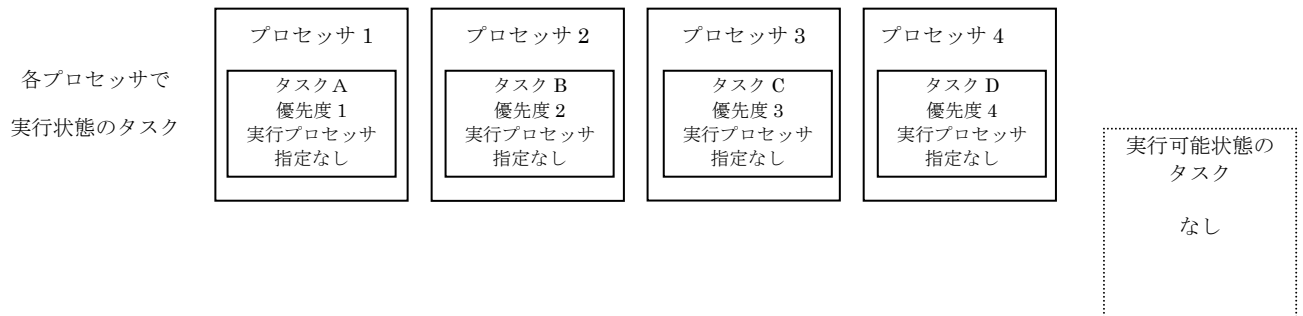 プロセッサ 1
プロセッサ 2
プロセッサ 3
プロセッサ 4
各プロセッサで
実行状態のタスク
タスク A
優先度 1
実行プロセッサ
指定なし
タスク B
優先度 2
実行プロセッサ
指定なし
タスク C
優先度 3
実行プロセッサ
指定なし
タスク D
優先度 4
実行プロセッサ
指定なし
実行可能状態の
タスク
なし